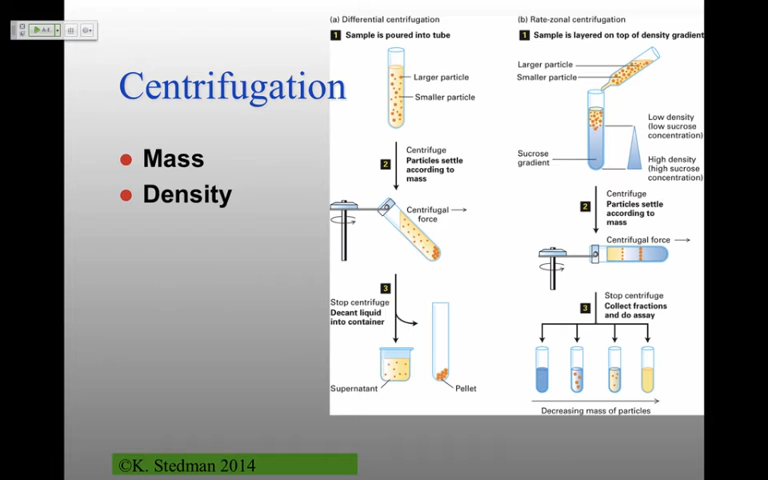 Centrifugation
Mass
Density
(a) Differential centrifugation
1 Sample is poured into tube
Larger particle
Smaller particle
Centrifuge
2 Particles settle
according to
mass
Centrifugal
force
3
Stop centrifuge
Decant liquid
into container
Supernatant
Pellet
(b) Rate-zonal centrifugation
1 Sample is layered on top of density gradient
Larger particle
Smaller particle
Low density
(low sucrose
concentration)
Sucrose
gradient
High density
(high sucrose
concentration)
Centrifuge
2 Particles settle
according to
mass
Centrifugal force
Stop centrifuge
3 Collect fractions
and do assay
Decreasing mass of particles
©K. Stedman 2014